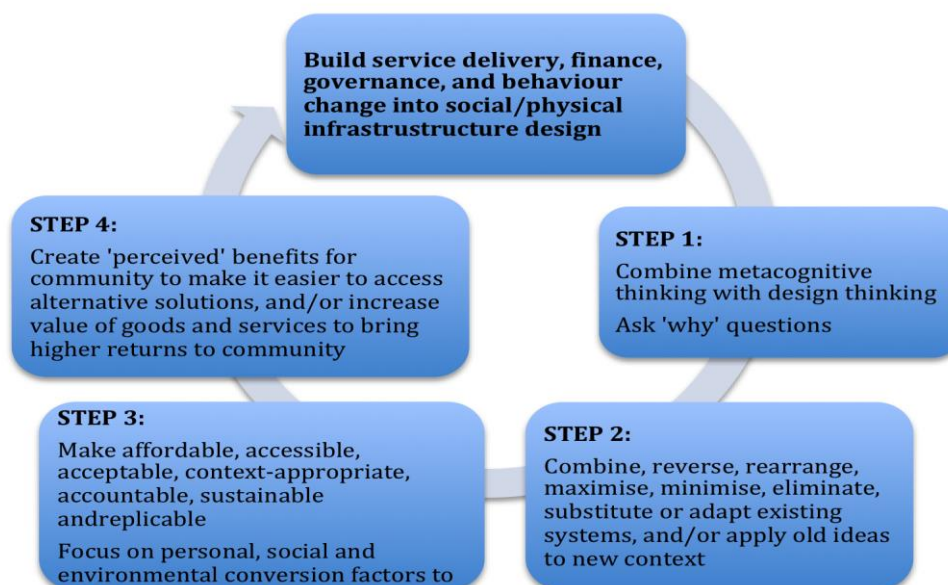 Build service delivery, finance,
governance, and behaviour
change into social/physical
infrastrustructure design
STEP 1:
Combine metacognitive
thinking with design thinking
Ask 'why' questions
STEP 2:
Combine, reverse, rearrange,
maximise, minimise, eliminate,
substitute or adapt existing
systems, and/or apply old ideas
to new context
STEP 3:
Make affordable, accessible,
acceptable, context-appropriate,
accountable, sustainable
andreplicable
Focus on personal, social and
environmental conversion factors to
STEP 4:
Create 'perceived' benefits for
community to make it easier to access
alternative solutions, and/or increase
value of goods and services to bring
higher returns to community